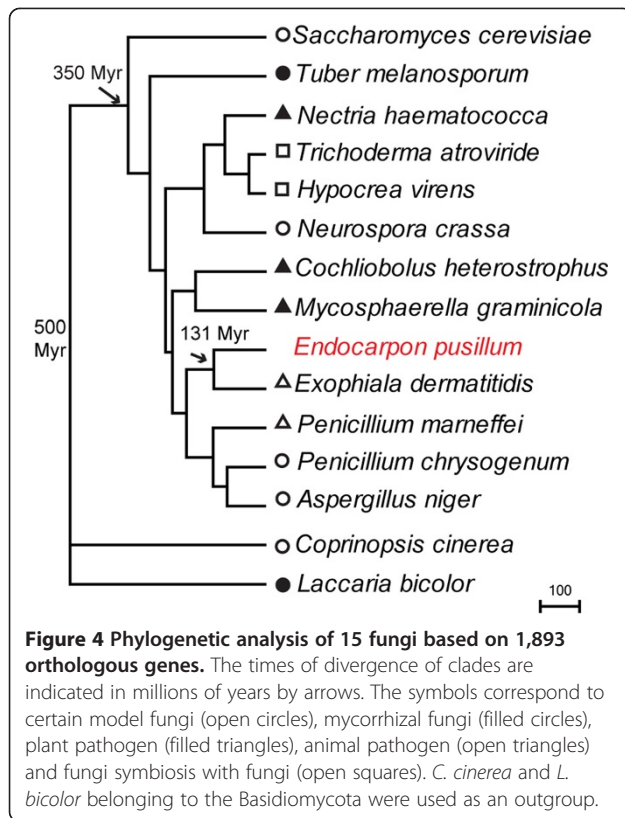 Saccharomyces cerevisiae
350 Myr
Tuber melanosporum
Nectria haematococca
Trichoderma atroviride
Hypocrea virens
Neurospora crassa
Cochliobolus heterostrophus
Mycosphaerella graminicola
500
Myr
131 Myr
Endocarpon pusillum
Exophiala dermatitidis
Penicillium marneffei
Penicillium chrysogenum
Aspergillus niger
Coprinopsis cinerea
Laccaria bicolor
100
Figure 4 Phylogenetic analysis of 15 fungi based on 1,893
orthologous genes. The times of divergence of clades are
indicated in millions of years by arrows. The symbols correspond to
certain model fungi (open circles), mycorrhizal fungi (filled circles),
plant pathogen (filled triangles), animal pathogen (open triangles)
and fungi symbiosis with fungi (open squares). C. cinerea and L.
bicolor belonging to the Basidiomycota were used as an outgroup.